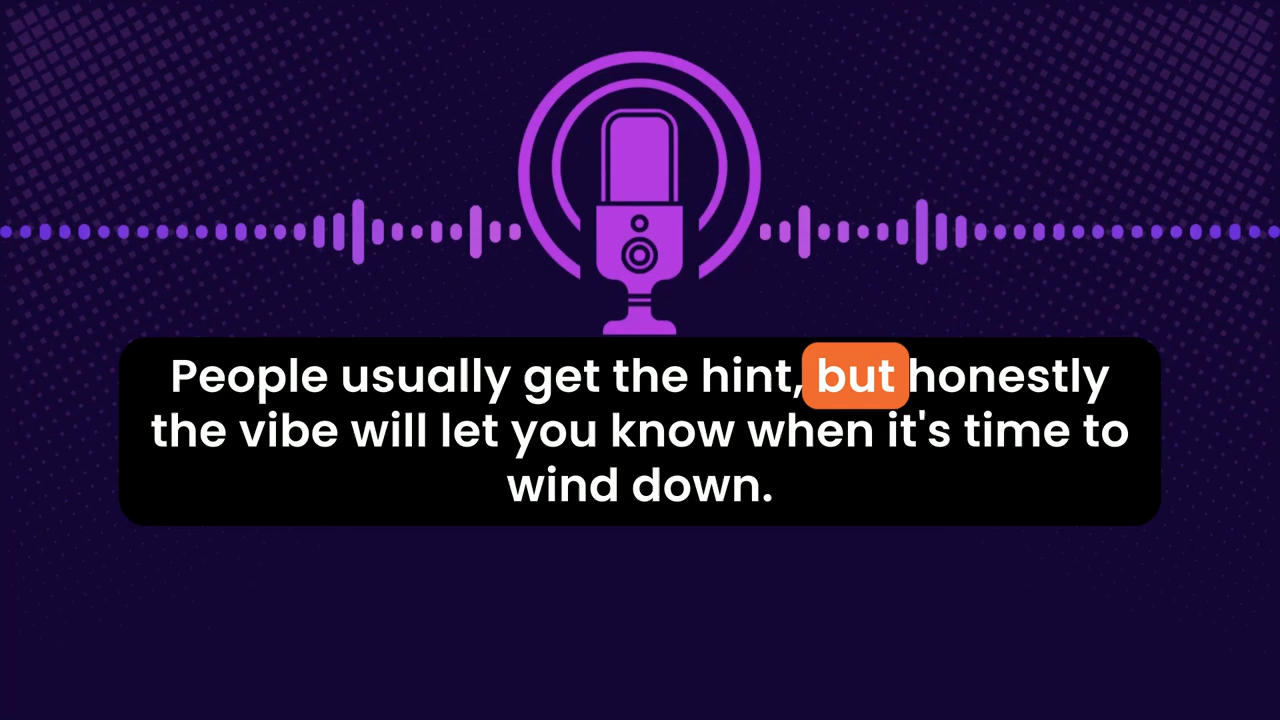 People usually get the hint, but honestly
the vibe will let you know when it's time to
wind down.